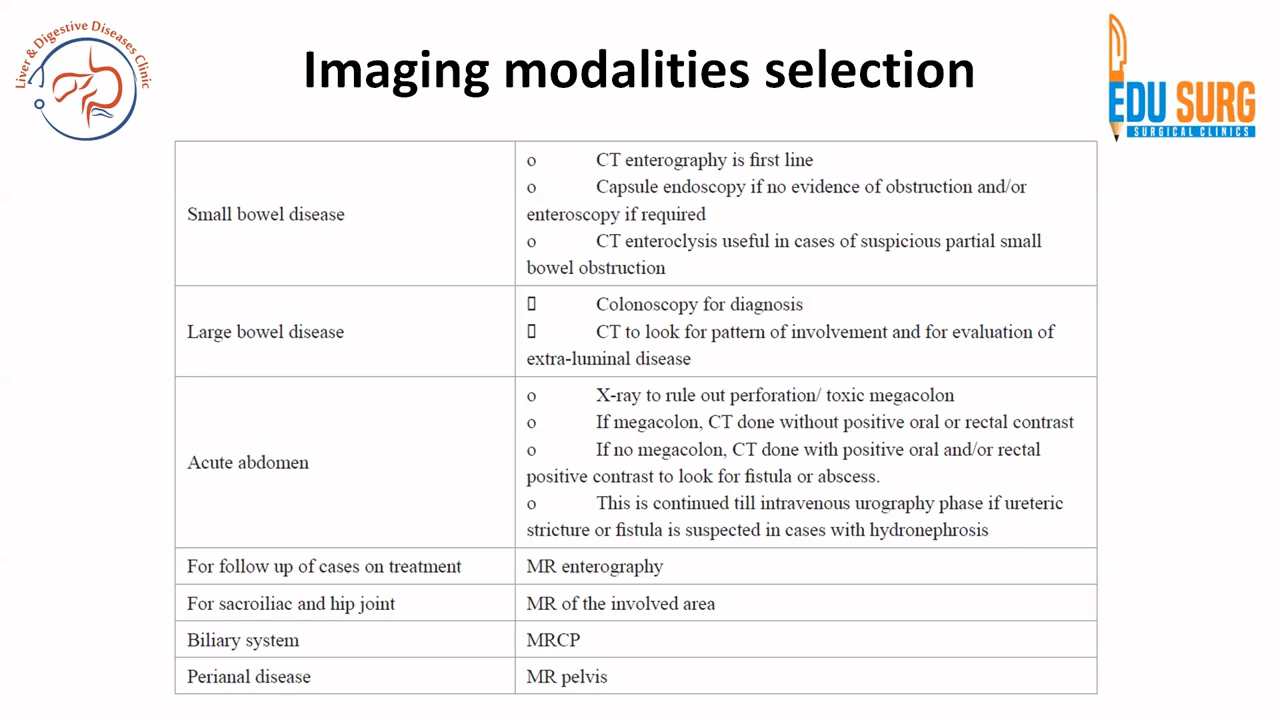 Liver & Digestive Diseases Clinic
Imaging modalities selection
EDU SURG
SURGICAL CLINICS
Small bowel disease
o CT enterography is first line
o Capsule endoscopy if no evidence of obstruction and/or
enteroscopy if required
o CT enteroclysis useful in cases of suspicious partial small
bowel obstruction
Large bowel disease
▯ Colonoscopy for diagnosis
▯ CT to look for pattern of involvement and for evaluation of
extra-luminal disease
Acute abdomen
o X-ray to rule out perforation/ toxic megacolon
o If megacolon, CT done without positive oral or rectal contrast
o If no megacolon, CT done with positive oral and/or rectal
positive contrast to look for fistula or abscess.
o This is continued till intravenous urography phase if ureteric
stricture or fistula is suspected in cases with hydronephrosis
For follow up of cases on treatment
MR enterography
For sacroiliac and hip joint
MR of the involved area
Biliary system
MRCP
Perianal disease
MR pelvis